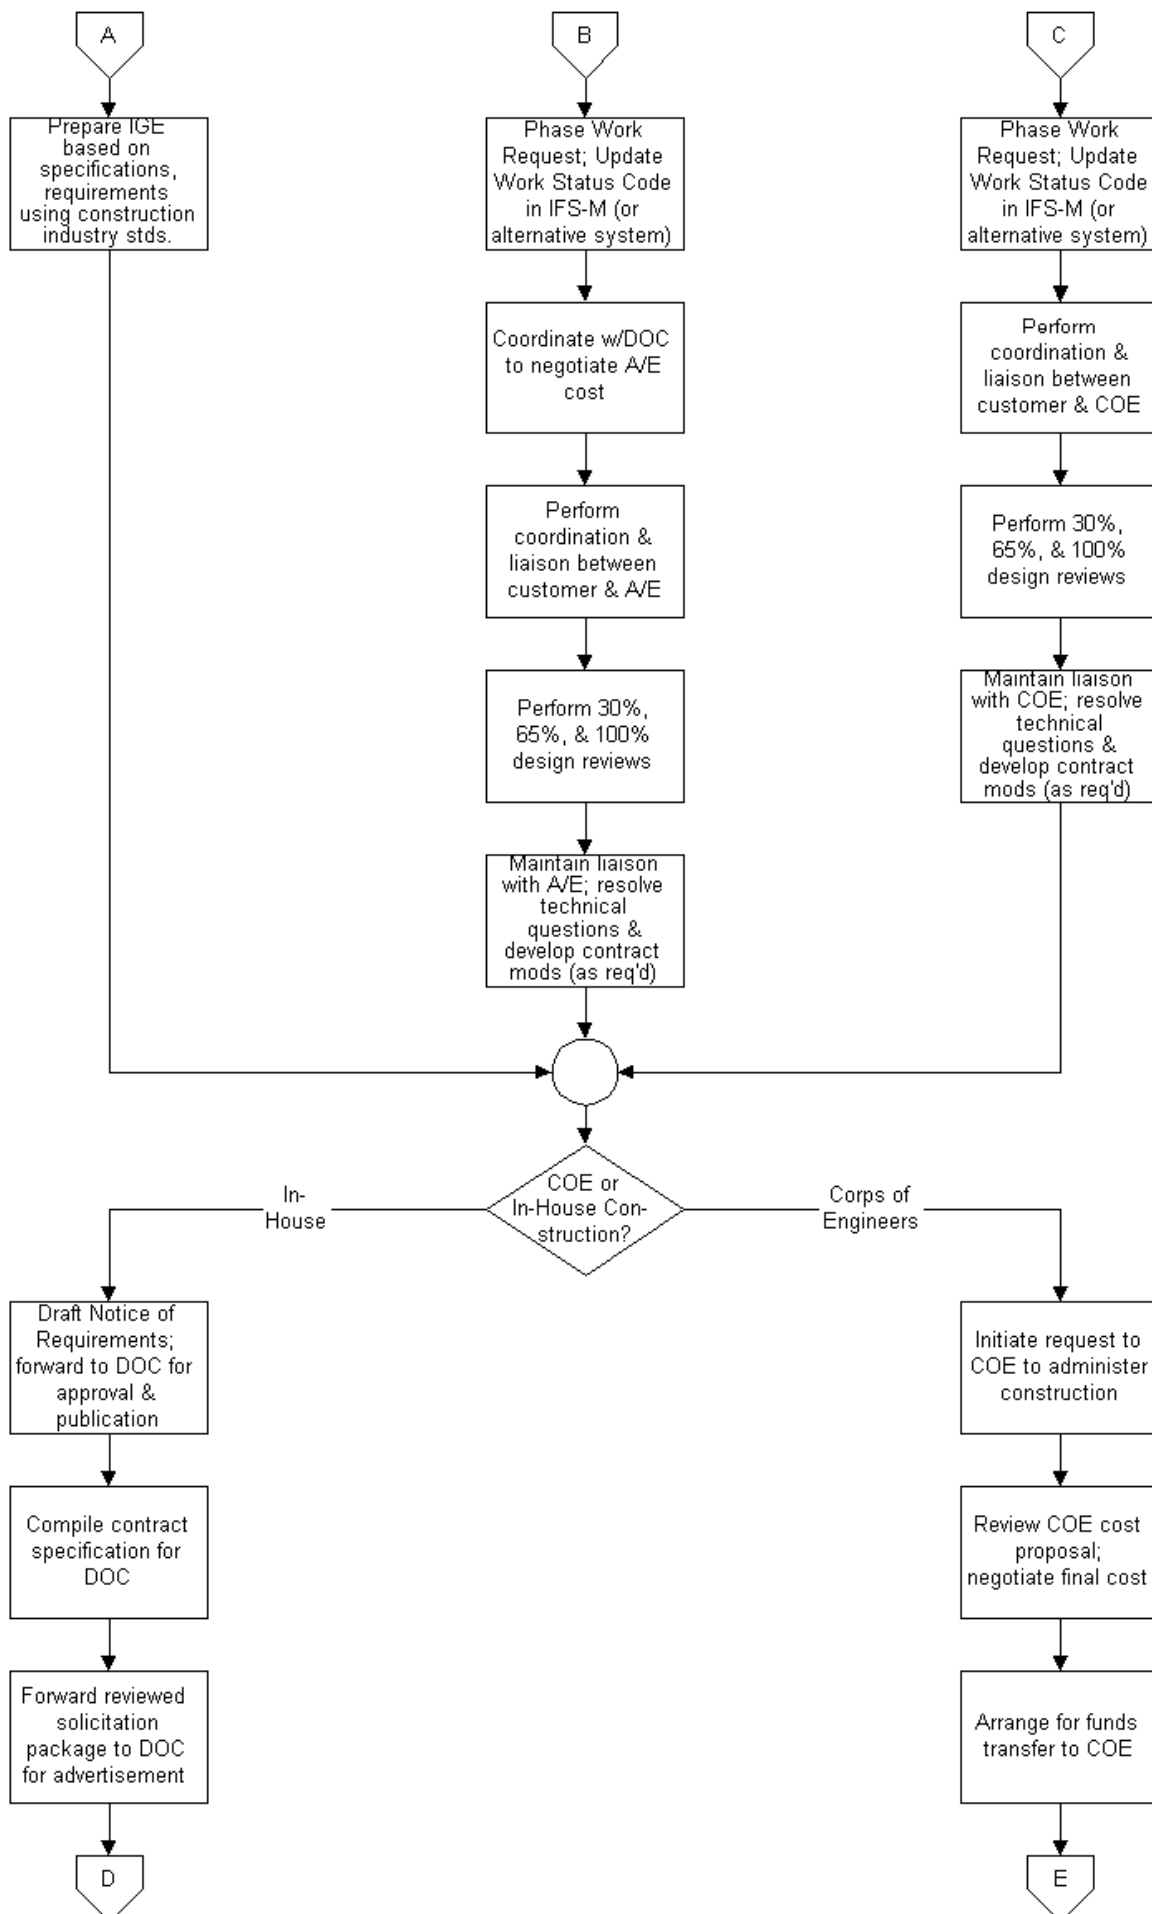 A
B
C
Prepare IGE
based on
specifications,
requirements
using construction
industry stds.
Phase Work
Request; Update
Work Status Code
in IFS-M (or
alternative system)
Phase Work
Request; Update
Work Status Code
in IFS-M (or
alternative system)
Coordinate w/DOC
to negotiate A/E
cost
Perform
coordination &
liaison between
customer & COE
Perform
coordination &
liaison between
customer & A/E
Perform 30%,
65%, & 100%
design reviews
Perform 30%,
65%, & 100%
design reviews
Maintain liaison
with COE; resolve
technical
questions &
develop contract
mods (as req'd)
Maintain liaison
with A/E; resolve
technical
questions &
develop contract
mods (as req'd)
COE or
In-House Con-
struction?
In-
House
Corps of
Engineers
Draft Notice of
Requirements;
forward to DOC for
approval &
publication
Initiate request to
COE to administer
construction
Compile contract
specification for
DOC
Review COE cost
proposal;
negotiate final cost
Forward reviewed
solicitation
package to DOC
for advertisement
Arrange for funds
transfer to COE
D
E